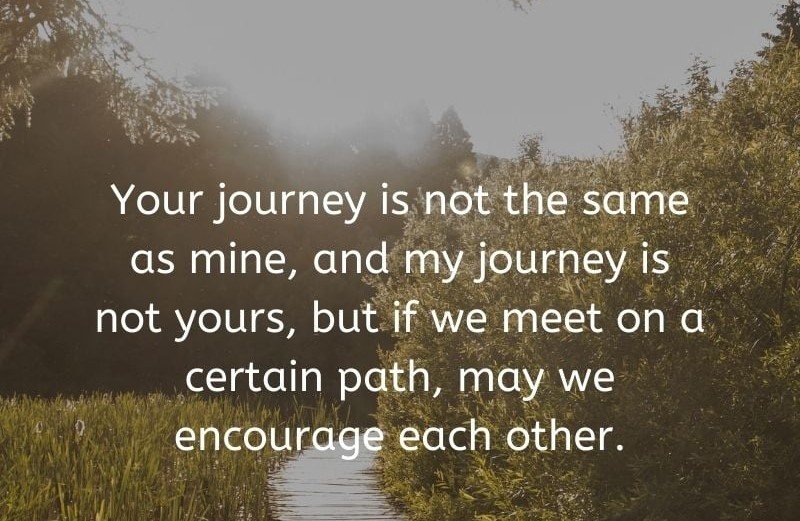 Your journey is not the same
as mine, and my journey is
not yours, but if we meet on a
certain path, may we
encourage each other.